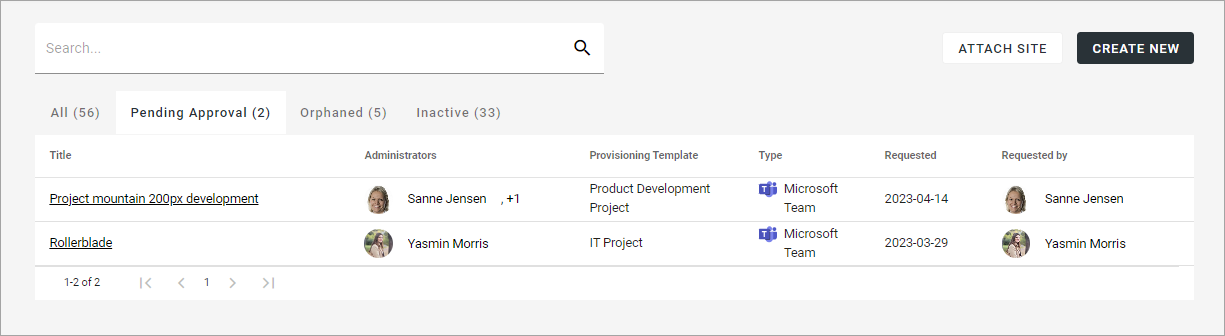 Search...
ATTACH SITE
CREATE NEW
All (56)
Pending Approval (2)
Orphaned (5)
Inactive (33)
Title
Administrators
Provisioning Template
Type
Requested
Requested by
Project mountain 200px development
Sanne Jensen , +1
Product Development
Project
Microsoft
Team
2023-04-14
Sanne Jensen
Rollerblade
Yasmin Morris
IT Project
Microsoft
Team
2023-03-29
Yasmin Morris
1-2 of 2
1